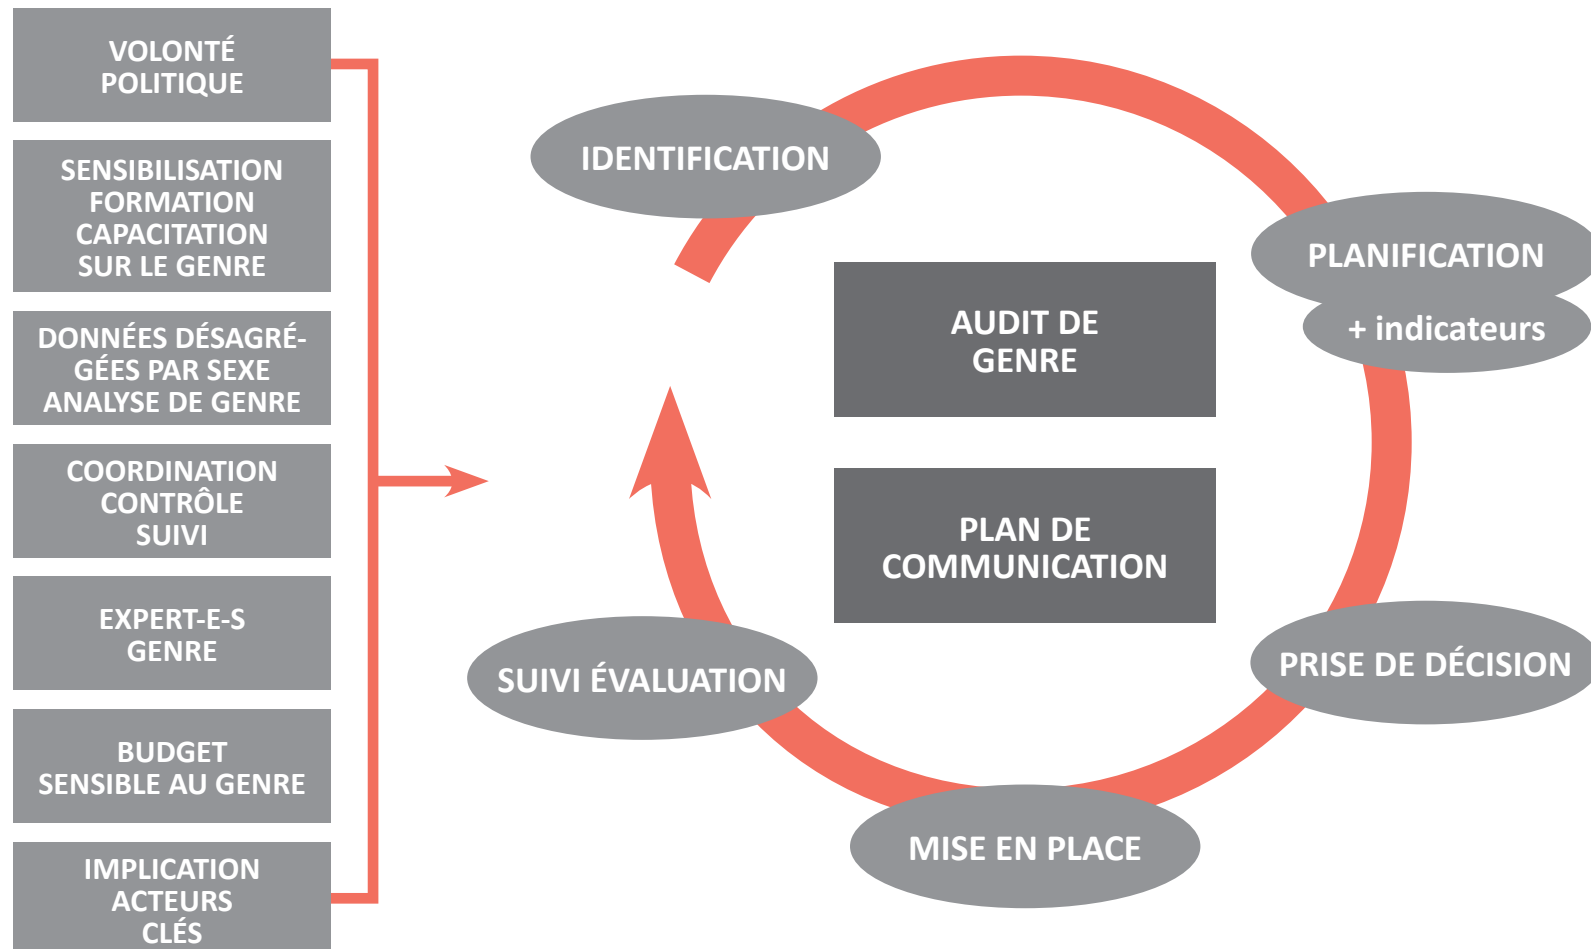 VOLONTÉ
POLITIQUE
SENSIBILISATION
FORMATION
CAPACITATION
SUR LE GENRE
DONNÉES DÉSAGRÉ-
GÉES PAR SEXE
ANALYSE DE GENRE
COORDINATION
CONTRÔLE
SUIVI
EXPERT-E-S
GENRE
BUDGET
SENSIBLE AU GENRE
IMPLICATION
ACTEURS
CLÉS
IDENTIFICATION
PLANIFICATION
+ indicateurs
PRISE DE DÉCISION
MISE EN PLACE
SUIVI ÉVALUATION
AUDIT DE
GENRE
PLAN DE
COMMUNICATION